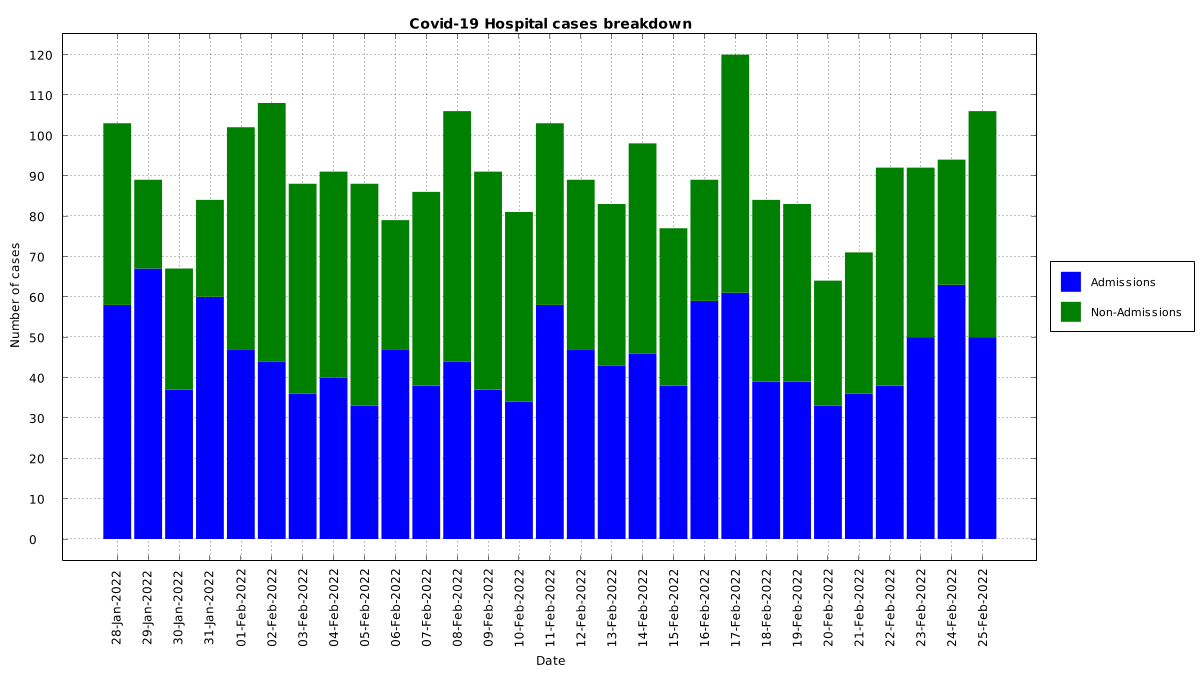 Covid-19 Hospital cases breakdown
120
110
100
90
80
70
60
50
40
30
20
10
0
Number of cases
28-Jan-2022
29-Jan-2022
30-Jan-2022
31-Jan-2022
01-Feb-2022
02-Feb-2022
03-Feb-2022
04-Feb-2022
05-Feb-2022
06-Feb-2022
07-Feb-2022
08-Feb-2022
09-Feb-2022
10-Feb-2022
11-Feb-2022
12-Feb-2022
13-Feb-2022
14-Feb-2022
15-Feb-2022
16-Feb-2022
17-Feb-2022
18-Feb-2022
19-Feb-2022
20-Feb-2022
21-Feb-2022
22-Feb-2022
23-Feb-2022
24-Feb-2022
25-Feb-2022
Date
Admissions
Non-Admissions